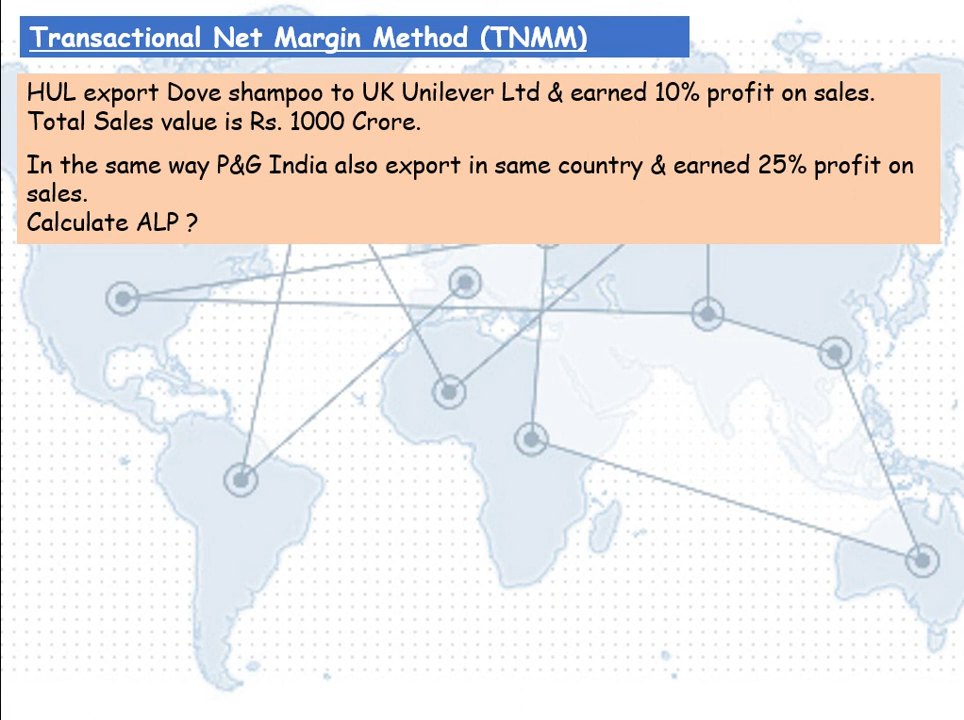 Transactional Net Margin Method (TNMM)
HUL export Dove shampoo to UK Unilever Ltd & earned 10% profit on sales.
Total Sales value is Rs. 1000 Crore.
In the same way P&G India also export in same country & earned 25% profit on
sales.
Calculate ALP ?